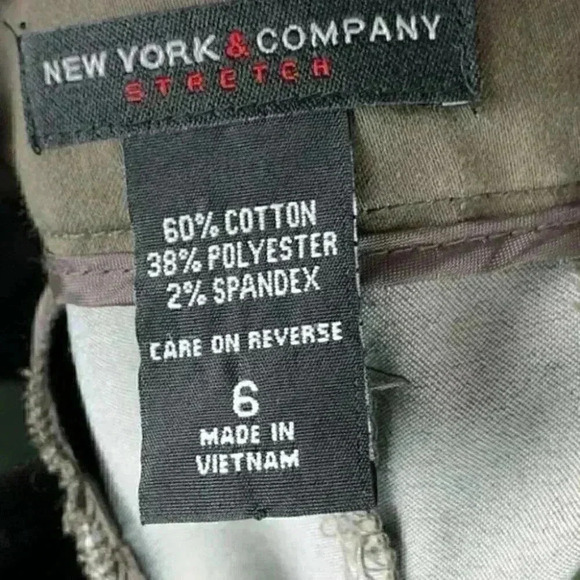 NEW YORK & COMPANY
STRETCH
60% COTTON
38% POLYESTER
2% SPANDEX
CARE ON REVERSE
6
MADE IN
VIETNAM